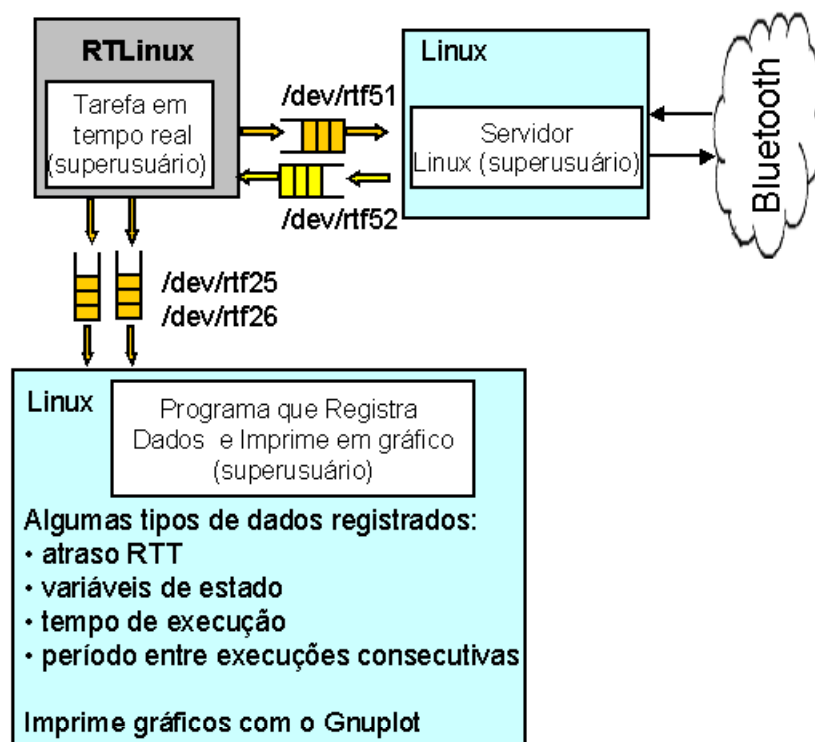 RTLinux
Tarefa em
tempo real
(superusuário)
/dev/rtf51
/dev/rtf52
Linux
Servidor
Linux (superusuário)
Bluetooth
/dev/rtf25
/dev/rtf26
Linux
Programa que Registra
Dados e Imprime em gráfico
(superusuário)
Algumas tipos de dados registrados:
• atraso RTT
• variáveis de estado
• tempo de execução
• período entre execuções consecutivas
Imprime gráficos com o Gnuplot